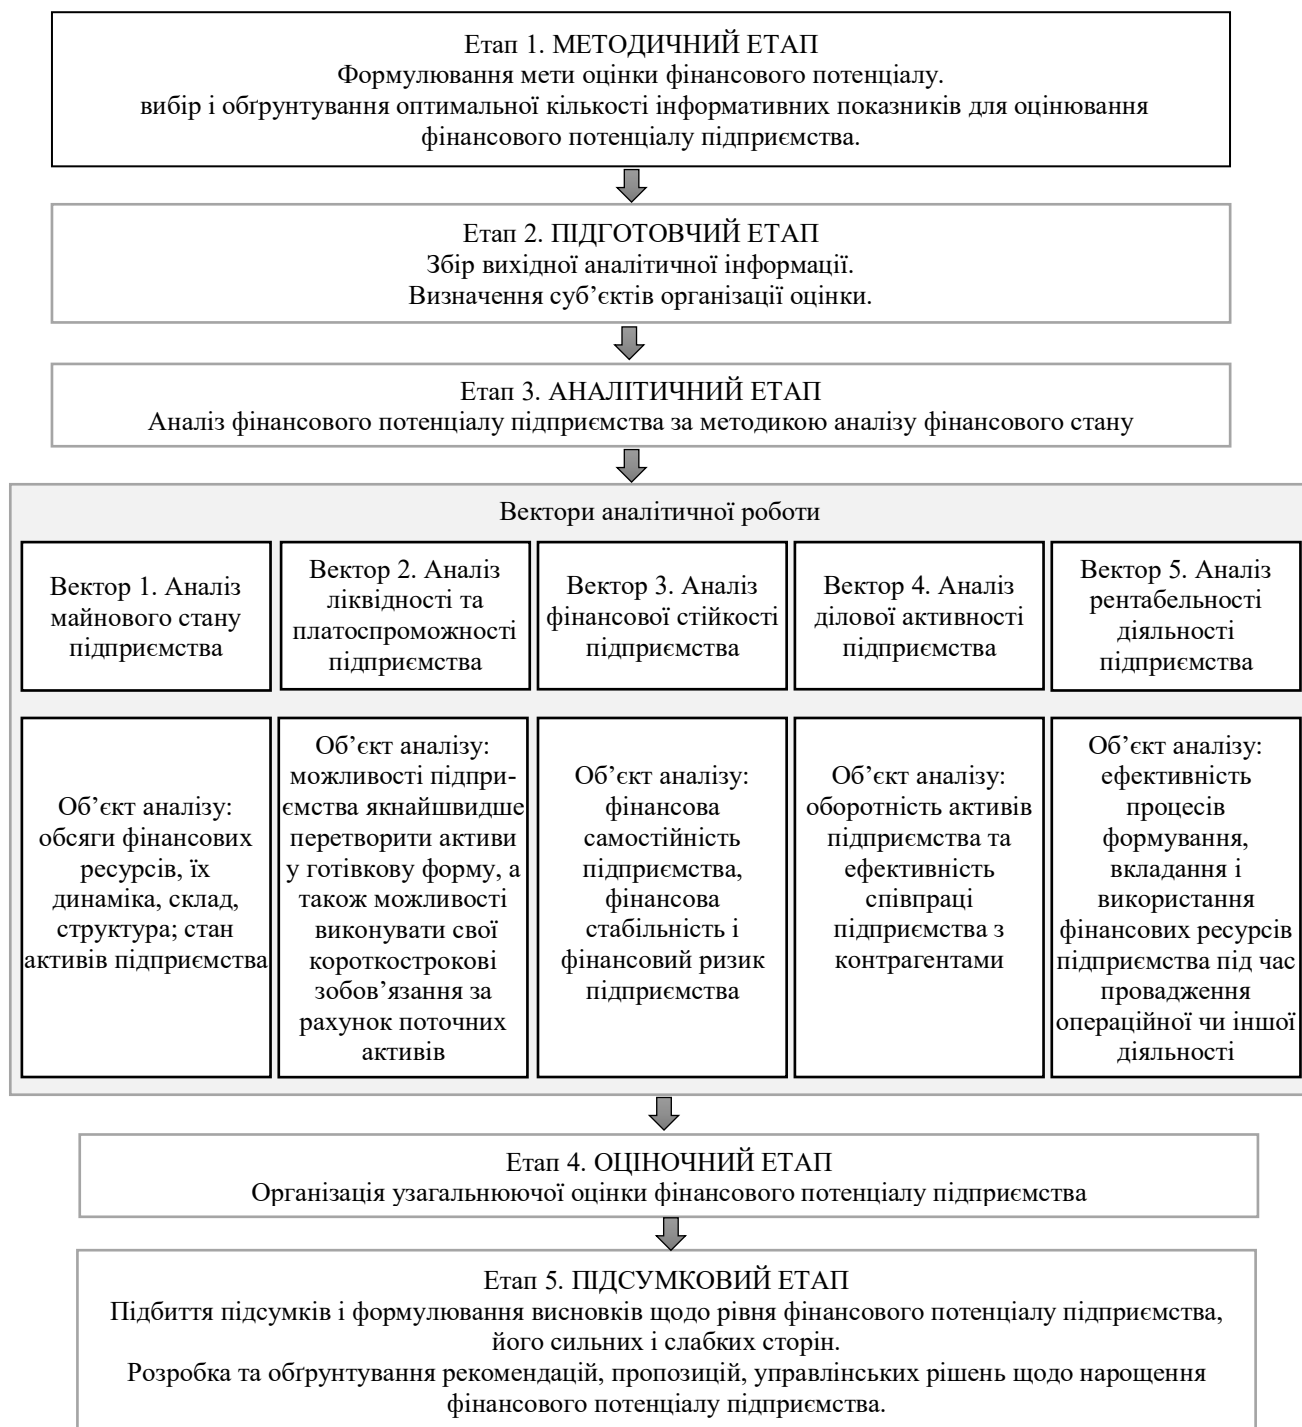 Етап 1. МЕТОДИЧНИЙ ЕТАП
Формулювання мети оцінки фінансового потенціалу.
вибір і обґрунтування оптимальної кількості інформативних показників для оцінювання
фінансового потенціалу підприємства.
Етап 2. ПІДГОТОВЧИЙ ЕТАП
Збір вихідної аналітичної інформації.
Визначення суб’єктів організації оцінки.
Етап 3. АНАЛІТИЧНИЙ ЕТАП
Аналіз фінансового потенціалу підприємства за методикою аналізу фінансового стану
Вектори аналітичної роботи
Вектор 1. Аналіз
майнового стану
підприємства
Вектор 2. Аналіз
ліквідності та
платоспроможності
підприємства
Вектор 3. Аналіз
фінансової стійкості
підприємства
Вектор 4. Аналіз
ділової активності
підприємства
Вектор 5. Аналіз
рентабельності
діяльності
підприємства
Об’єкт аналізу:
обсяги фінансових
ресурсів, їх
динаміка, склад,
структура; стан
активів підприємства
Об’єкт аналізу:
можливості підпри-
ємства якнайшвидше
перетворити активи
у готівкову форму, а
також можливості
виконувати свої
короткострокові
зобов’язання за
рахунок поточних
активів
Об’єкт аналізу:
фінансова
самостійність
підприємства,
фінансова
стабільність і
фінансовий ризик
підприємства
Об’єкт аналізу:
оборотність активів
підприємства та
ефективність
співпраці
підприємства з
контрагентами
Об’єкт аналізу:
ефективність
процесів
формування,
вкладання і
використання
фінансових ресурсів
підприємства під час
провадження
операційної чи іншої
діяльності
Етап 4. ОЦІНОЧНИЙ ЕТАП
Організація узагальнюючої оцінки фінансового потенціалу підприємства
Етап 5. ПІДСУМКОВИЙ ЕТАП
Підбиття підсумків і формулювання висновків щодо рівня фінансового потенціалу підприємства,
його сильних і слабких сторін.
Розробка та обґрунтування рекомендацій, пропозицій, управлінських рішень щодо нарощення
фінансового потенціалу підприємства.